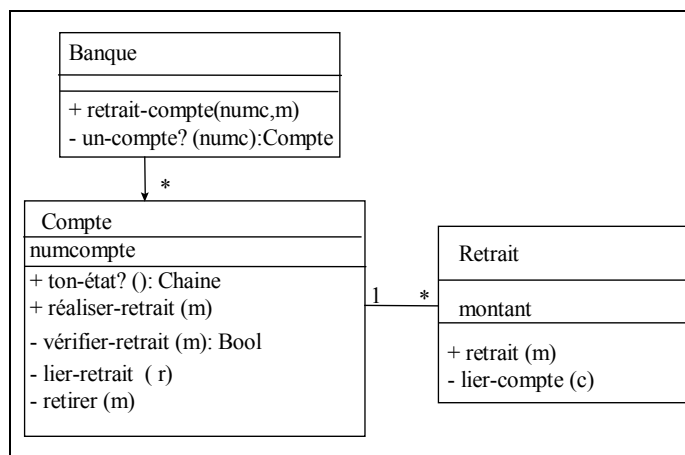 Banque
+ retrait-compte(numc,m)
- un-compte? (numc):Compte
*
Compte
numcompte
+ ton-état? (): Chaine
+ réaliser-retrait (m)
- vérifier-retrait (m): Bool
- lier-retrait ( r)
- retirer (m)
1
*
Retrait
montant
+ retrait (m)
- lier-compte (c)